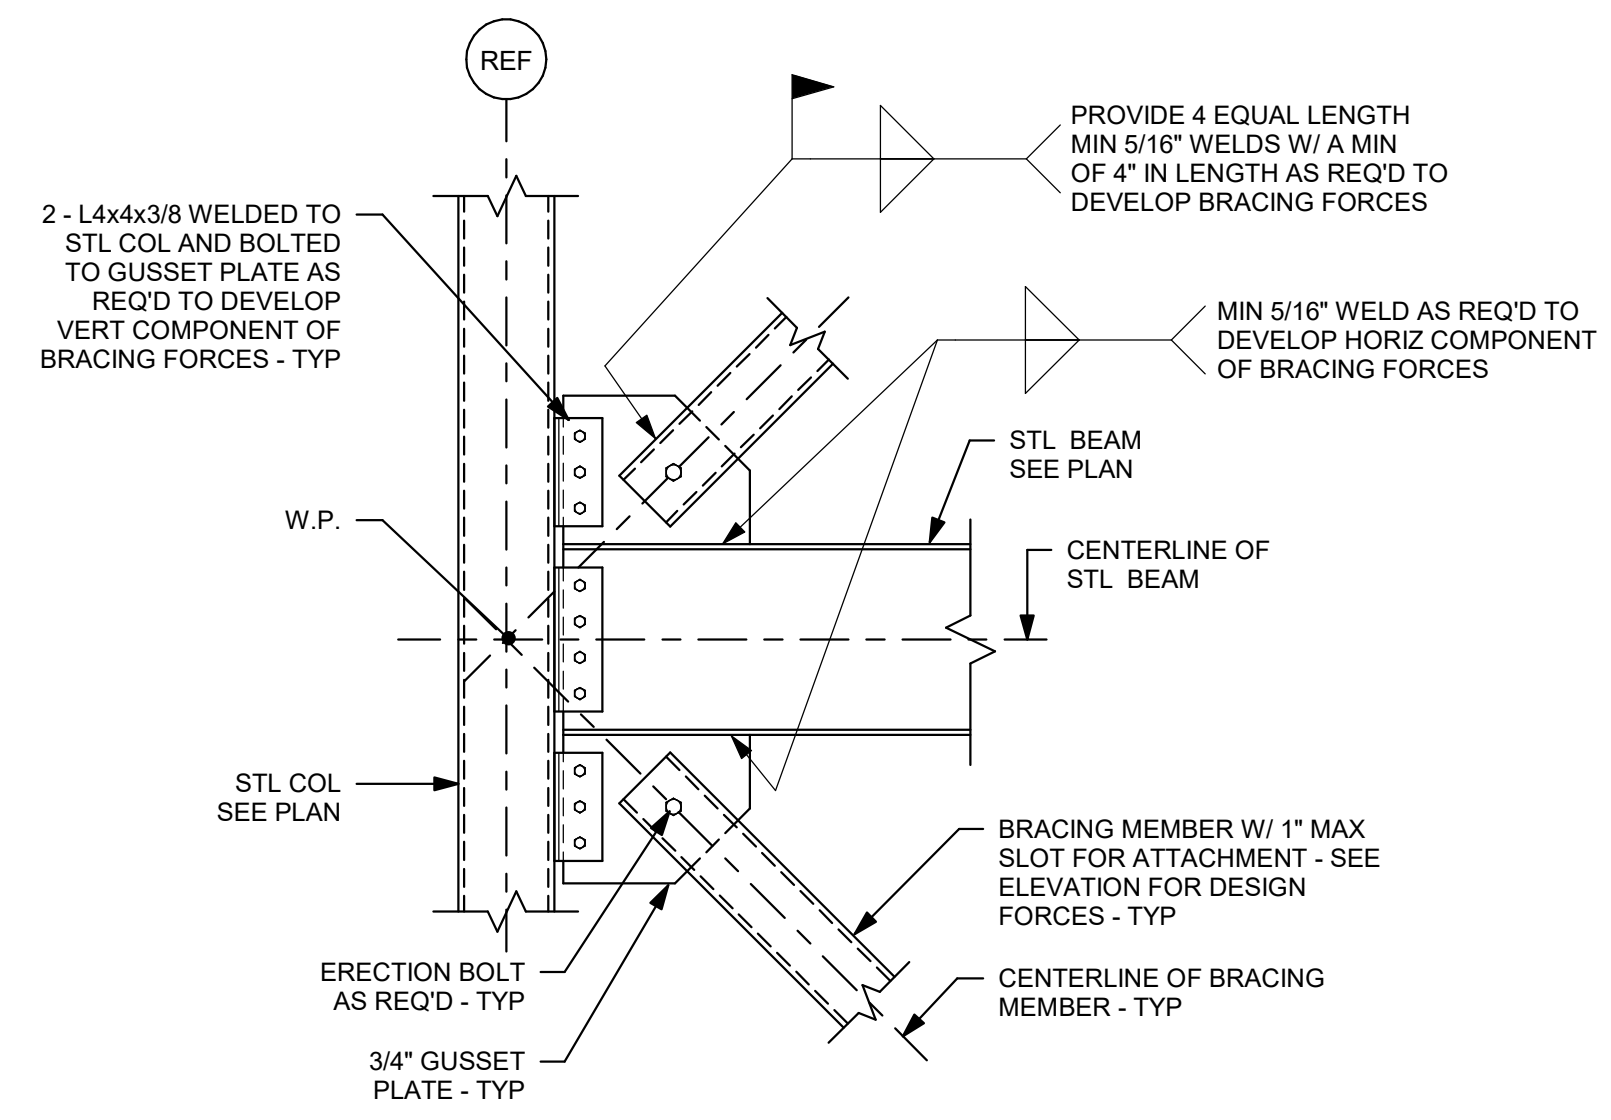 REF
PROVIDE 4 EQUAL LENGTH
MIN 5/16" WELDS W/ A MIN
OF 4" IN LENGTH AS REQ'D TO
DEVELOP BRACING FORCES
2 - L4x4x3/8 WELDED TO
STL COL AND BOLTED
TO GUSSET PLATE AS
REQ'D TO DEVELOP
VERT COMPONENT OF
BRACING FORCES - TYP
MIN 5/16" WELD AS REQ'D TO
DEVELOP HORIZ COMPONENT
OF BRACING FORCES
STL BEAM
SEE PLAN
W.P.
CENTERLINE OF
STL BEAM
STL COL
SEE PLAN
BRACING MEMBER W/ 1" MAX
SLOT FOR ATTACHMENT - SEE
ELEVATION FOR DESIGN
FORCES - TYP
ERECTION BOLT
AS REQ'D - TYP
CENTERLINE OF BRACING
MEMBER - TYP
3/4" GUSSET
PLATE - TYP